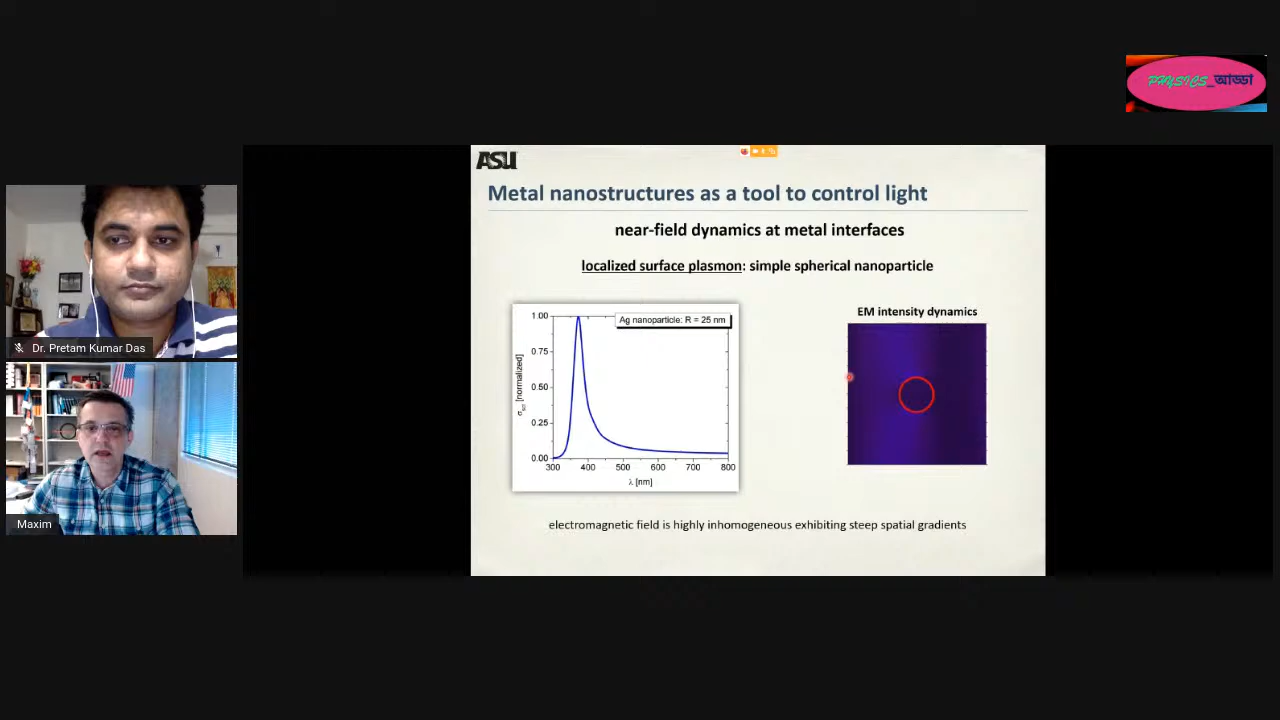 PHYSICS_আড্ডা
ASU
Metal nanostructures as a tool to control light
near-field dynamics at metal interfaces
localized surface plasmon: simple spherical nanoparticle
Ag nanoparticle: R = 25 nm
1.00
0.75
0.50
0.25
0.00
[normalized]
300 400 500 600 700 800
λ [nm]
EM intensity dynamics
electromagnetic field is highly inhomogeneous exhibiting steep spatial gradients
Dr. Pretam Kumar Das
Maxim